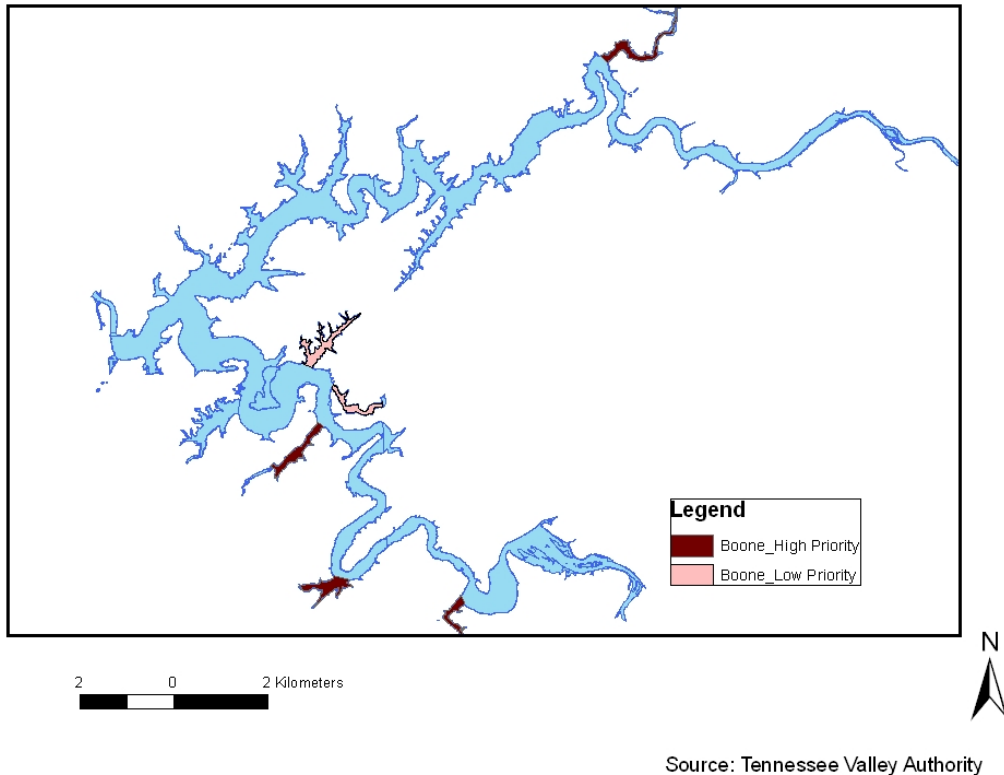 Legend
Boone_High Priority
Boone_Low Priority
2 0 2 Kilometers
N
Source: Tennessee Valley Authority